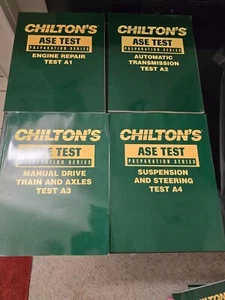 CHILTON'S
ASE TEST
PREPARATION SERIES
ENGINE REPAIR
TEST A1
CHILTON'S
ASE TEST
PREPARATION SERIES
AUTOMATIC
TRANSMISSION
TEST A2
CHILTON'S
ASE TEST
PREPARATION SERIES
MANUAL DRIVE
TRAIN AND AXLES
TEST A3
CHILTON'S
ASE TEST
PREPARATION SERIES
SUSPENSION
AND STEERING
TEST A4